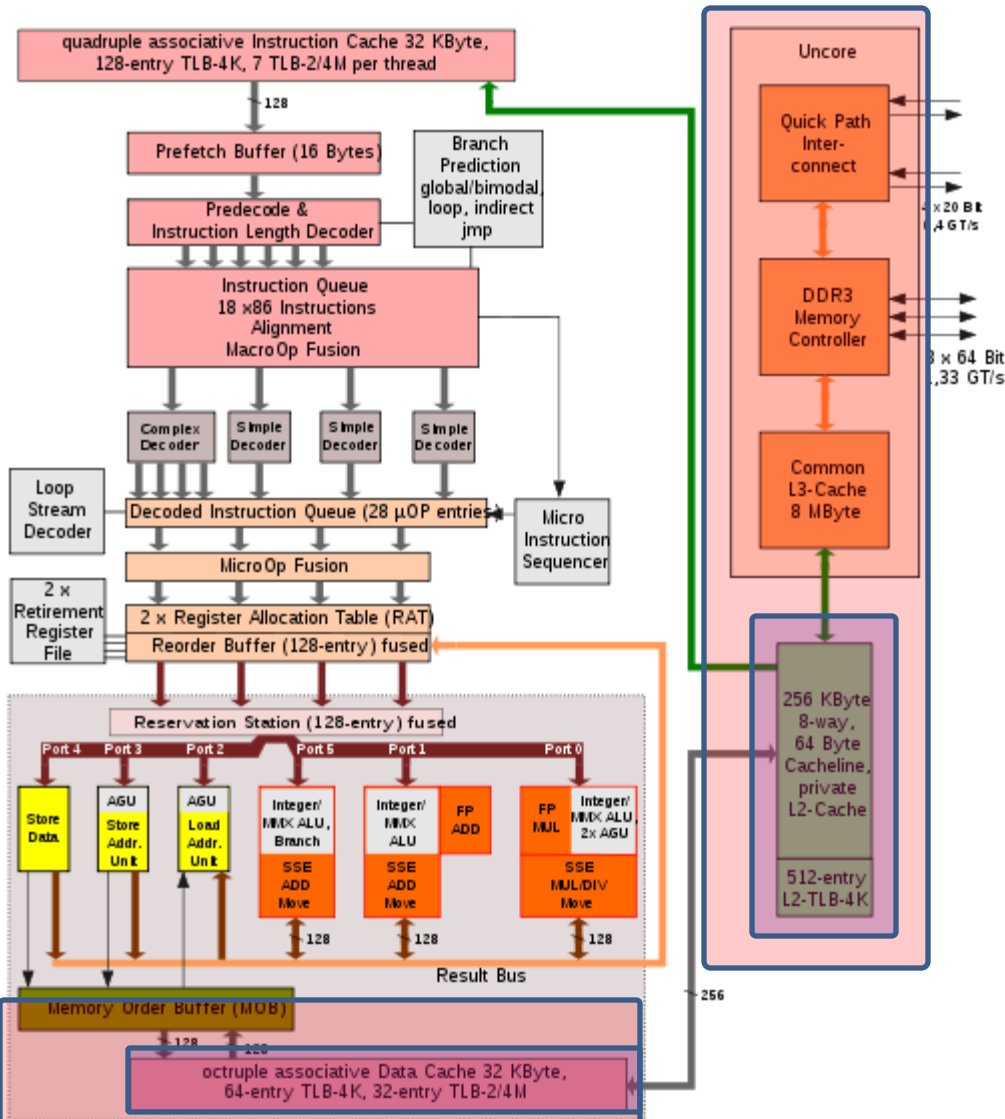 quadruple associative Instruction Cache 32 KByte,
128-entry TLB-4K, 7 TLB-2/4M per thread
128
Prefetch Buffer (16 Bytes)
Branch
Prediction
global/bimodal,
loop, indirect
jmp
Predecode &
Instruction Length Decoder
Instruction Queue
18 x86 Instructions
Alignment
MacroOp Fusion
Complex
Decoder
Simple
Decoder
Simple
Decoder
Simple
Decoder
Loop
Stream
Decoder
Decoded Instruction Queue (28 µOP entries)
Micro
Instruction
Sequencer
MicroOp Fusion
2 x
Retirement
Register
File
2 x Register Allocation Table (RAT)
Reorder Buffer (128-entry) fused
Reservation Station (128-entry) fused
Port 4
Port 3
Port 2
Port 5
Port 1
Port 0
Store
Data
AGU
Store
Addr.
Unit
AGU
Load
Addr.
Unit
Integer/
MMX ALU,
Branch
SSE
ADD
Move
Integer/
MMX
ALU
FP
ADD
SSE
ADD
Move
FP
MUL
Integer/
MMX ALU,
2x AGU
SSE
MUL/DIV
Move
128
128
128
Result Bus
Memory Order Buffer (MOB)
128
128
octuple associative Data Cache 32 KByte,
64-entry TLB-4K, 32-entry TLB-2/4M
256
Uncore
Quick Path
Inter-
connect
x 20 Bit
,4 GT/s
DDR3
Memory
Controller
x 64 Bit
,33 GT/s
Common
L3-Cache
8 MByte
256 KByte
8-way,
64 Byte
Cacheline,
private
L2-Cache
512-entry
L2-TLB-4K